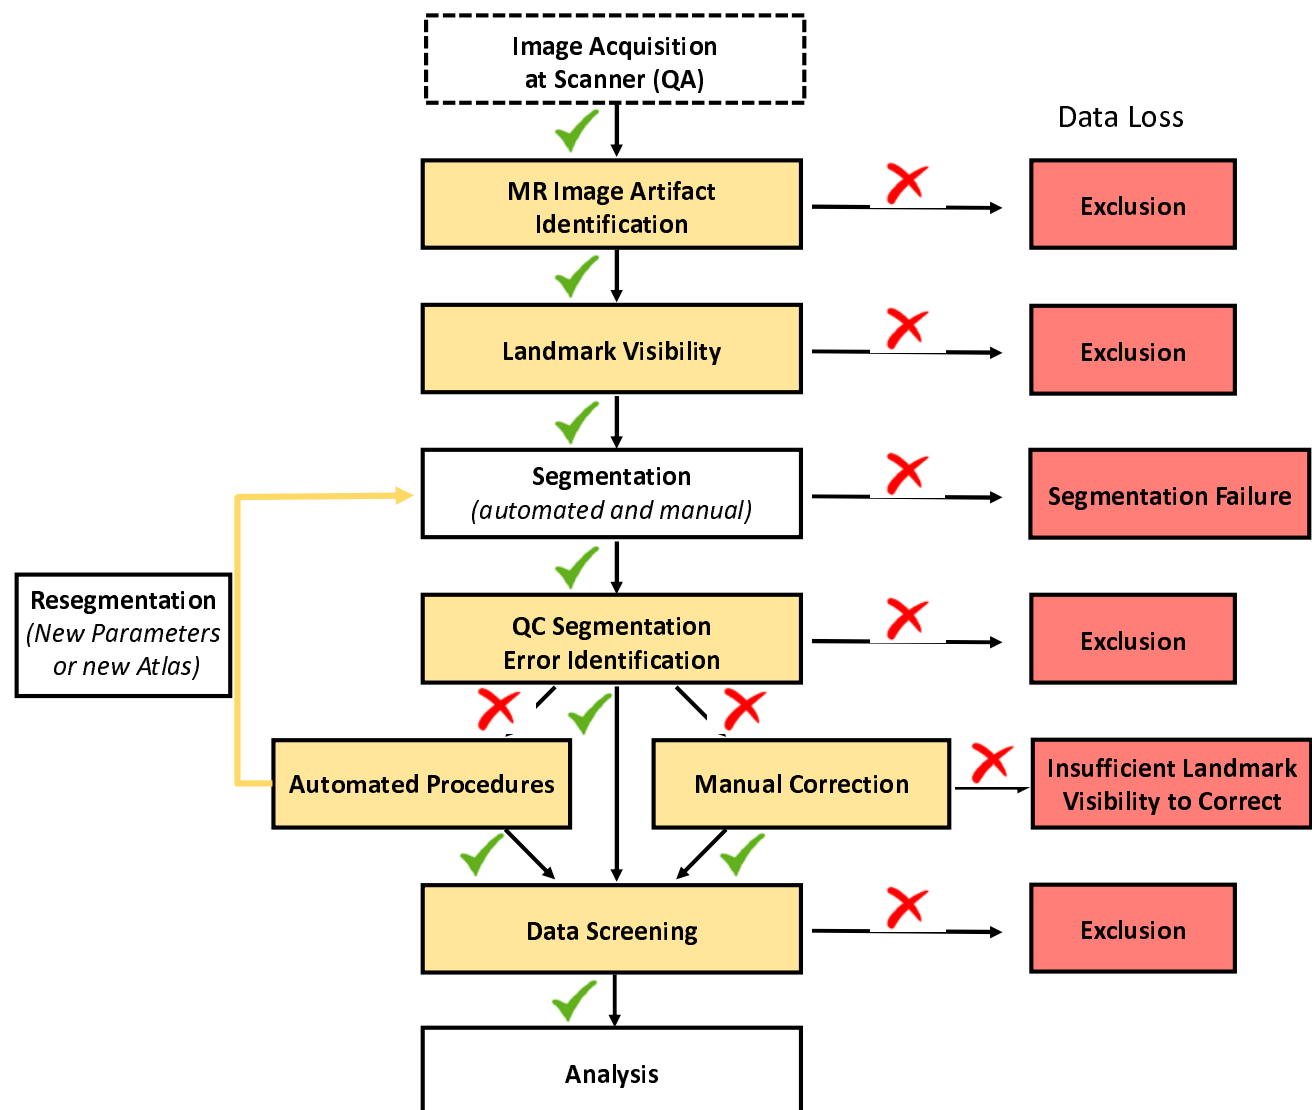 Image Acquisition
at Scanner (QA)
Data Loss
MR Image Artifact
Identification
Exclusion
Landmark Visibility
Exclusion
Segmentation
(automated and manual)
Segmentation Failure
Resegmentation
(New Parameters
or new Atlas)
QC Segmentation
Error Identification
Exclusion
Automated Procedures
Manual Correction
Insufficient Landmark
Visibility to Correct
Data Screening
Exclusion
Analysis